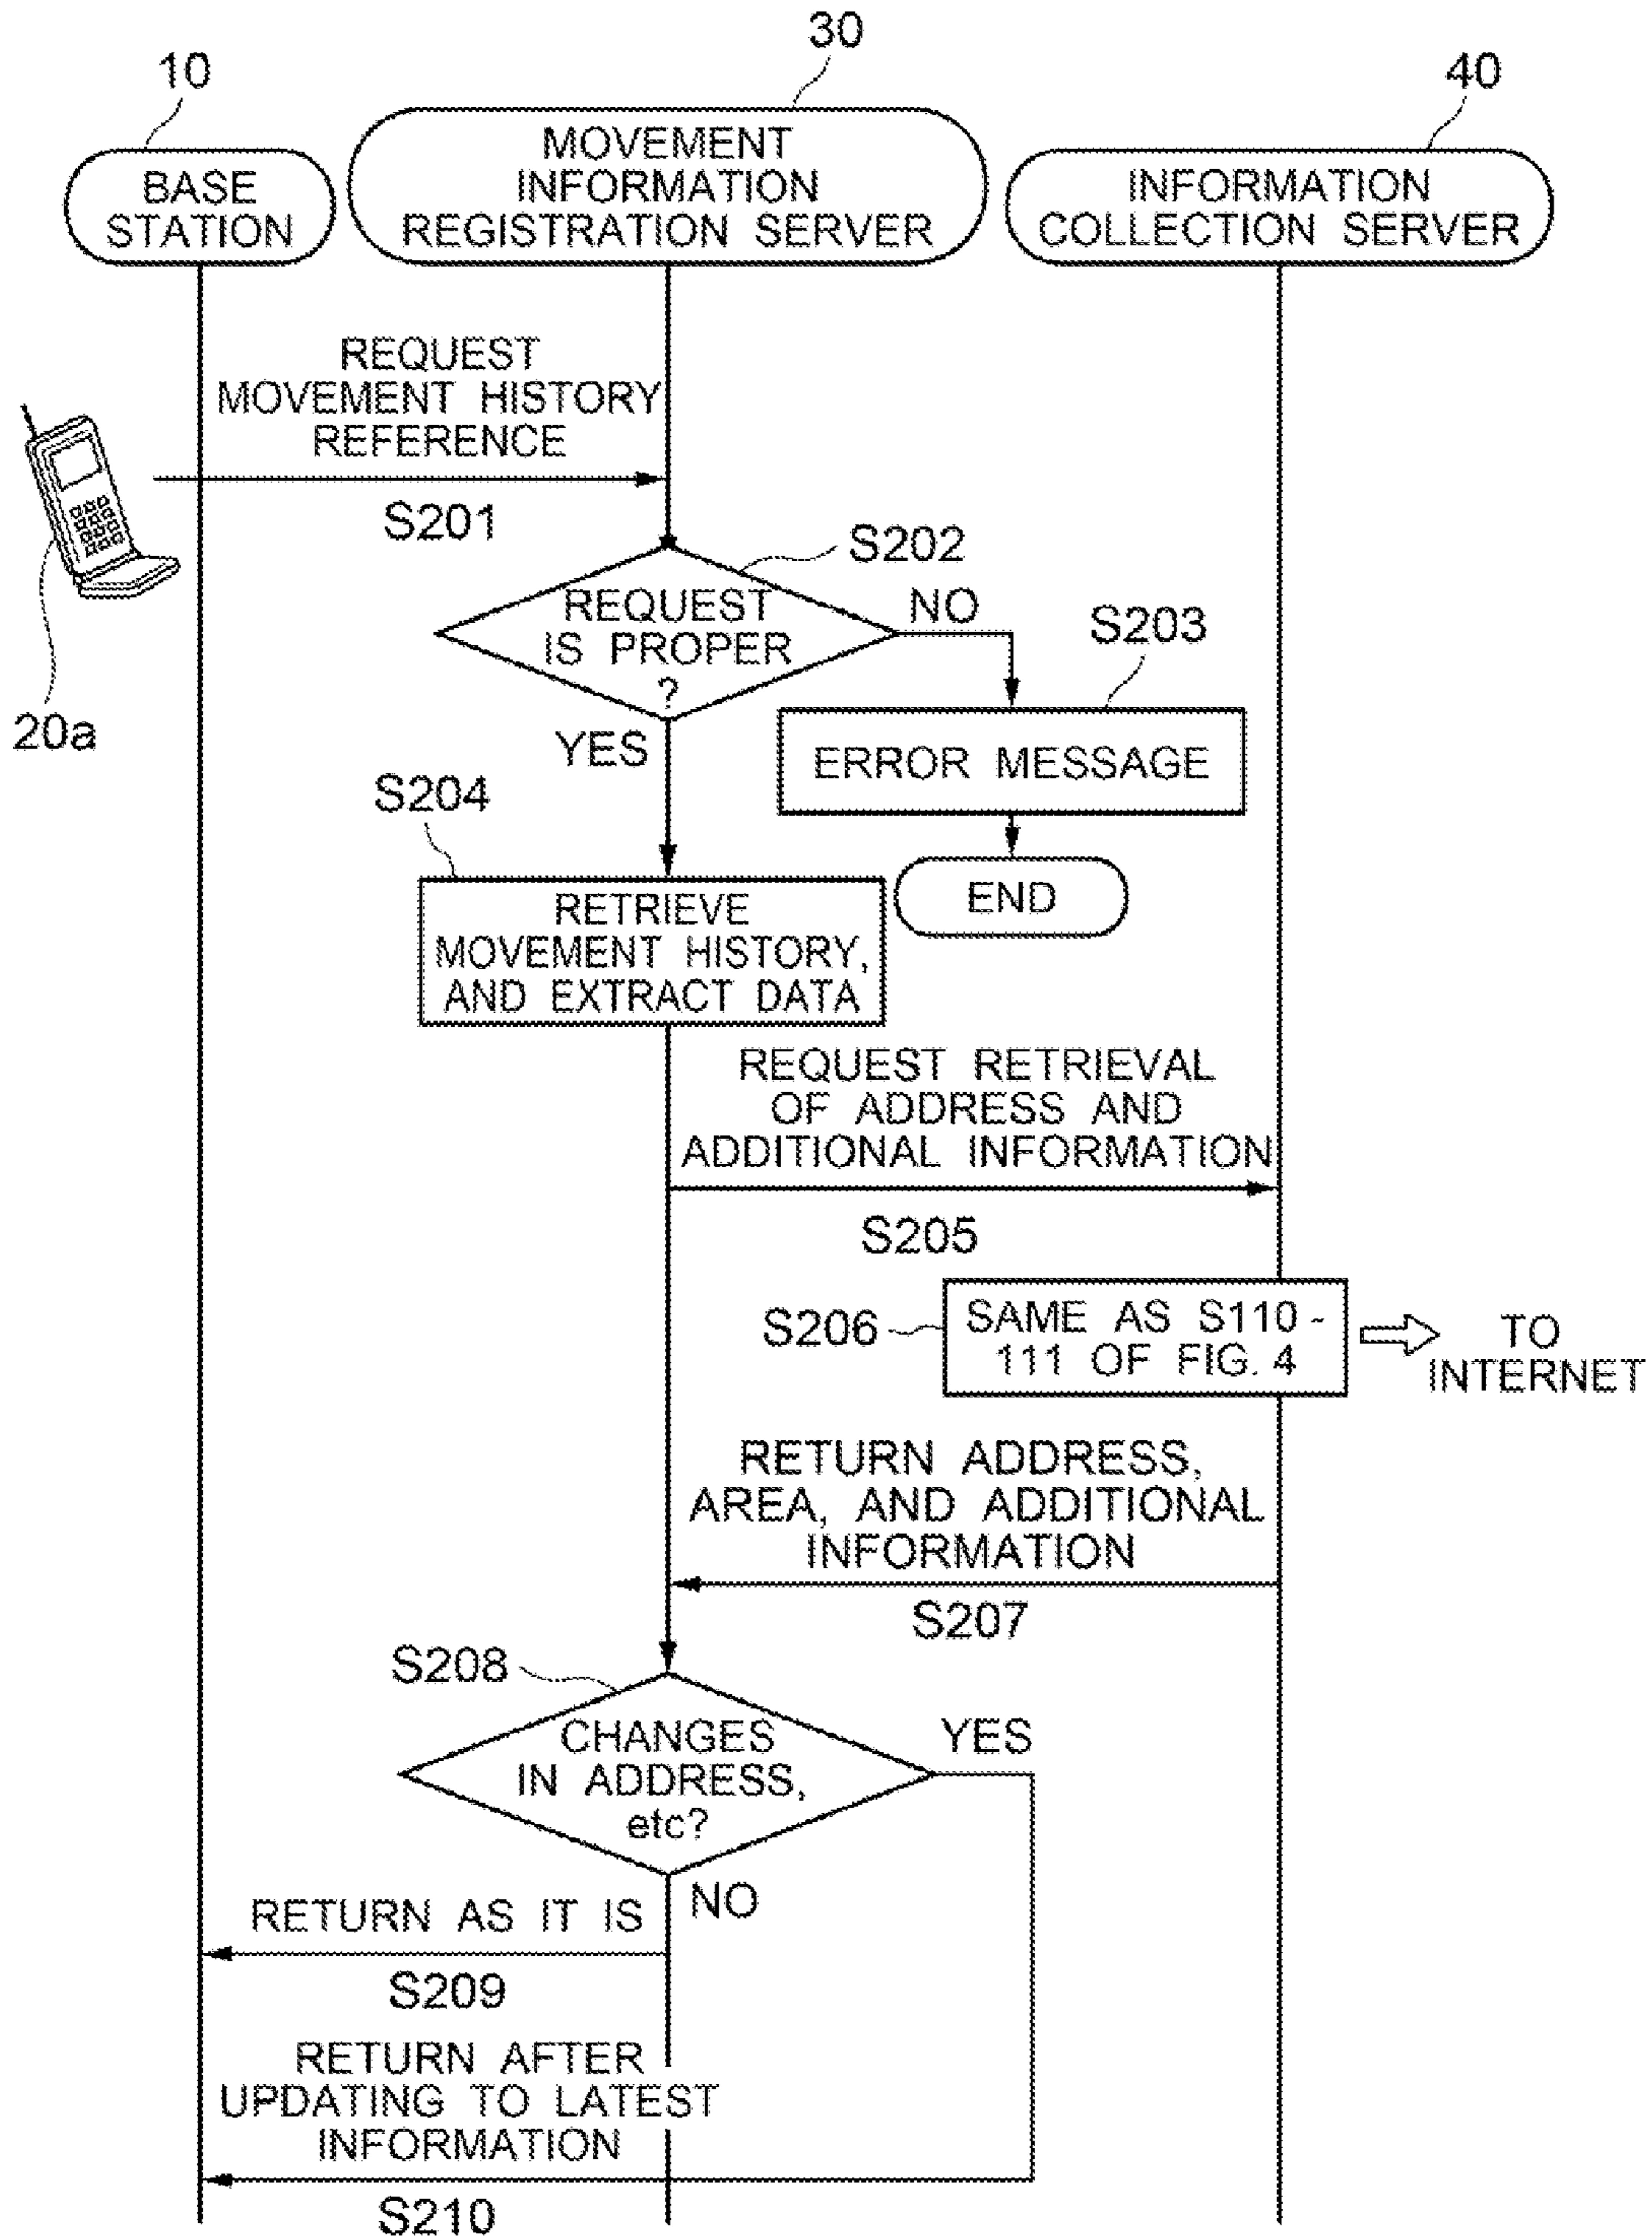 10
30
40
BASE
STATION
MOVEMENT
INFORMATION
REGISTRATION SERVER
INFORMATION
COLLECTION SERVER
REQUEST
MOVEMENT HISTORY
REFERENCE
S201
20a
S202
REQUEST
IS PROPER
?
NO
YES
S203
ERROR MESSAGE
END
S204
RETRIEVE
MOVEMENT HISTORY,
AND EXTRACT DATA
REQUEST RETRIEVAL
OF ADDRESS AND
ADDITIONAL INFORMATION
S205
S206
SAME AS S110-
111 OF FIG. 4
TO
INTERNET
RETURN ADDRESS,
AREA, AND ADDITIONAL
INFORMATION
S207
S208
CHANGES
IN ADDRESS,
etc?
YES
NO
RETURN AS IT IS
S209
RETURN AFTER
UPDATING TO LATEST
INFORMATION
S210